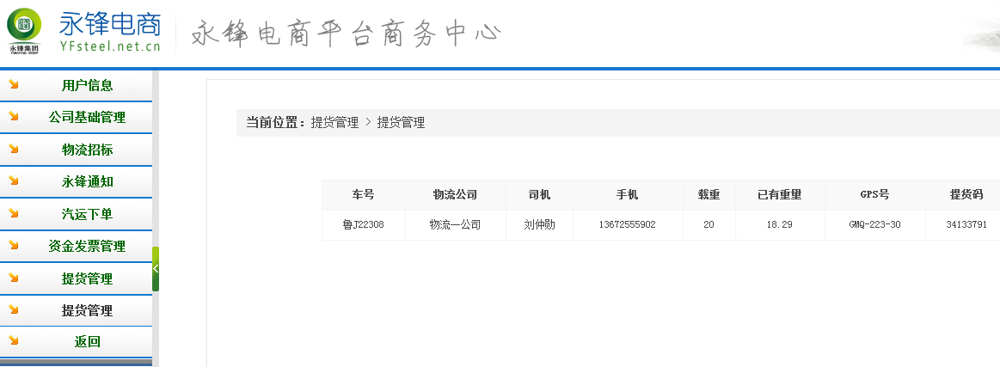 永锋电商
YFsteel.net.cn
永锋集团
YONGFENG GROUP
永锋电商平台商务中心
用户信息
公司基础管理
物流招标
永锋通知
汽运下单
资金发票管理
提货管理
提货管理
返回
当前位置：提货管理 > 提货管理
车号 物流公司 司机 手机 载重 已有重量 GPS号 提货码
鲁J22308 物流一公司 刘仲勋 13672555902 20 18.29 GMQ-223-30 34133791